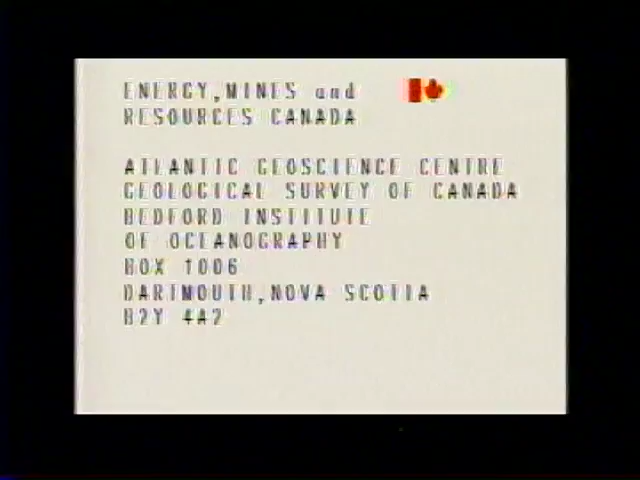 ENERGY,MINES and
RESOURCES CANADA
ATLANTIC GEOSCIENCE CENTRE
GEOLOGICAL SURVEY OF CANADA
BEDFORD INSTITUTE
OF OCEANOGRAPHY
BOX 1006
DARTMOUTH,NOVA SCOTIA
B2Y 4A2